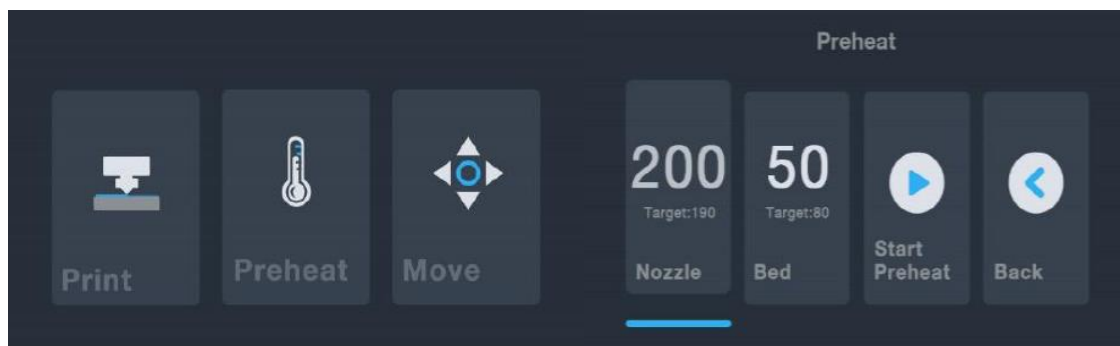 Print
Preheat
Move
Preheat
200
Target:190
Nozzle
50
Target:80
Bed
Start
Preheat
Back